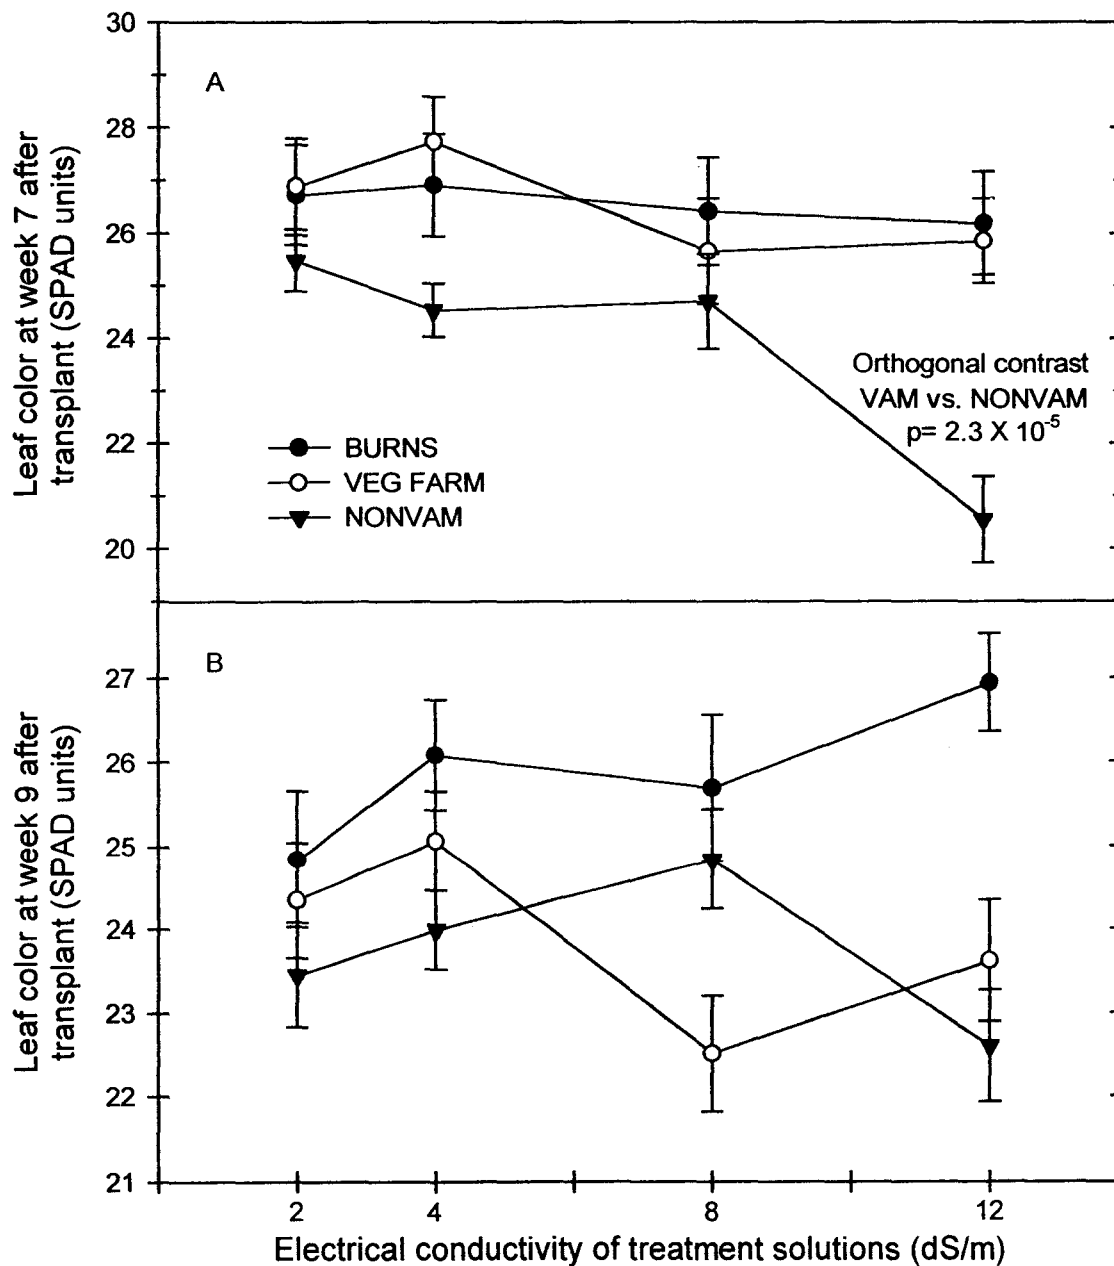 30
28
26
24
22
20
Leaf color at week 7 after
transplant (SPAD units)
A
Orthogonal contrast
VAM vs. NONVAM
p= 2.3 X 10⁻⁵
BURNS
VEG FARM
NONVAM
27
26
25
24
23
22
21
Leaf color at week 9 after
transplant (SPAD units)
B
2 4 8 12
Electrical conductivity of treatment solutions (dS/m)